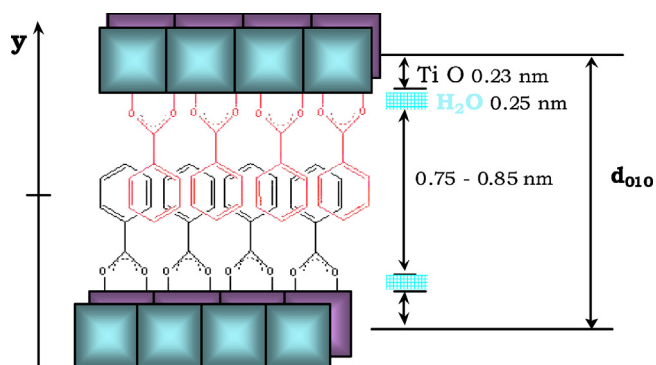 y
Ti O 0.23 nm
H₂O 0.25 nm
0.75 - 0.85 nm
d₀₁₀
O O O O O O O O
O O O O O O O O